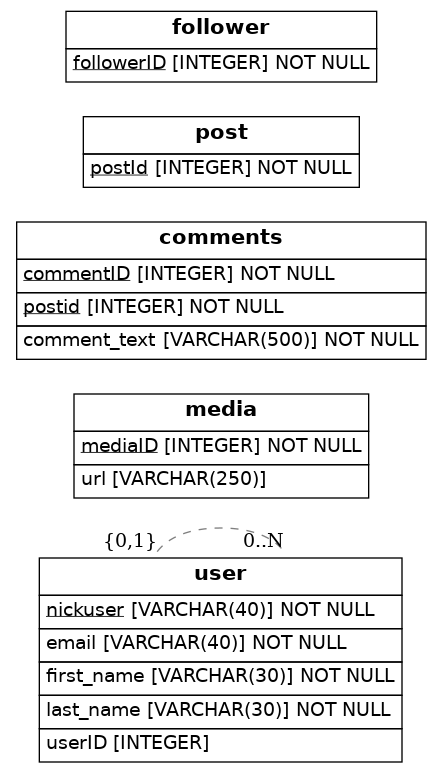 follower
followerID [INTEGER] NOT NULL
post
postId [INTEGER] NOT NULL
comments
commentID [INTEGER] NOT NULL
postid [INTEGER] NOT NULL
comment_text [VARCHAR(500)] NOT NULL
media
mediaID [INTEGER] NOT NULL
url [VARCHAR(250)]
{0,1} 0..N
user
nickuser [VARCHAR(40)] NOT NULL
email [VARCHAR(40)] NOT NULL
first_name [VARCHAR(30)] NOT NULL
last_name [VARCHAR(30)] NOT NULL
userID [INTEGER]